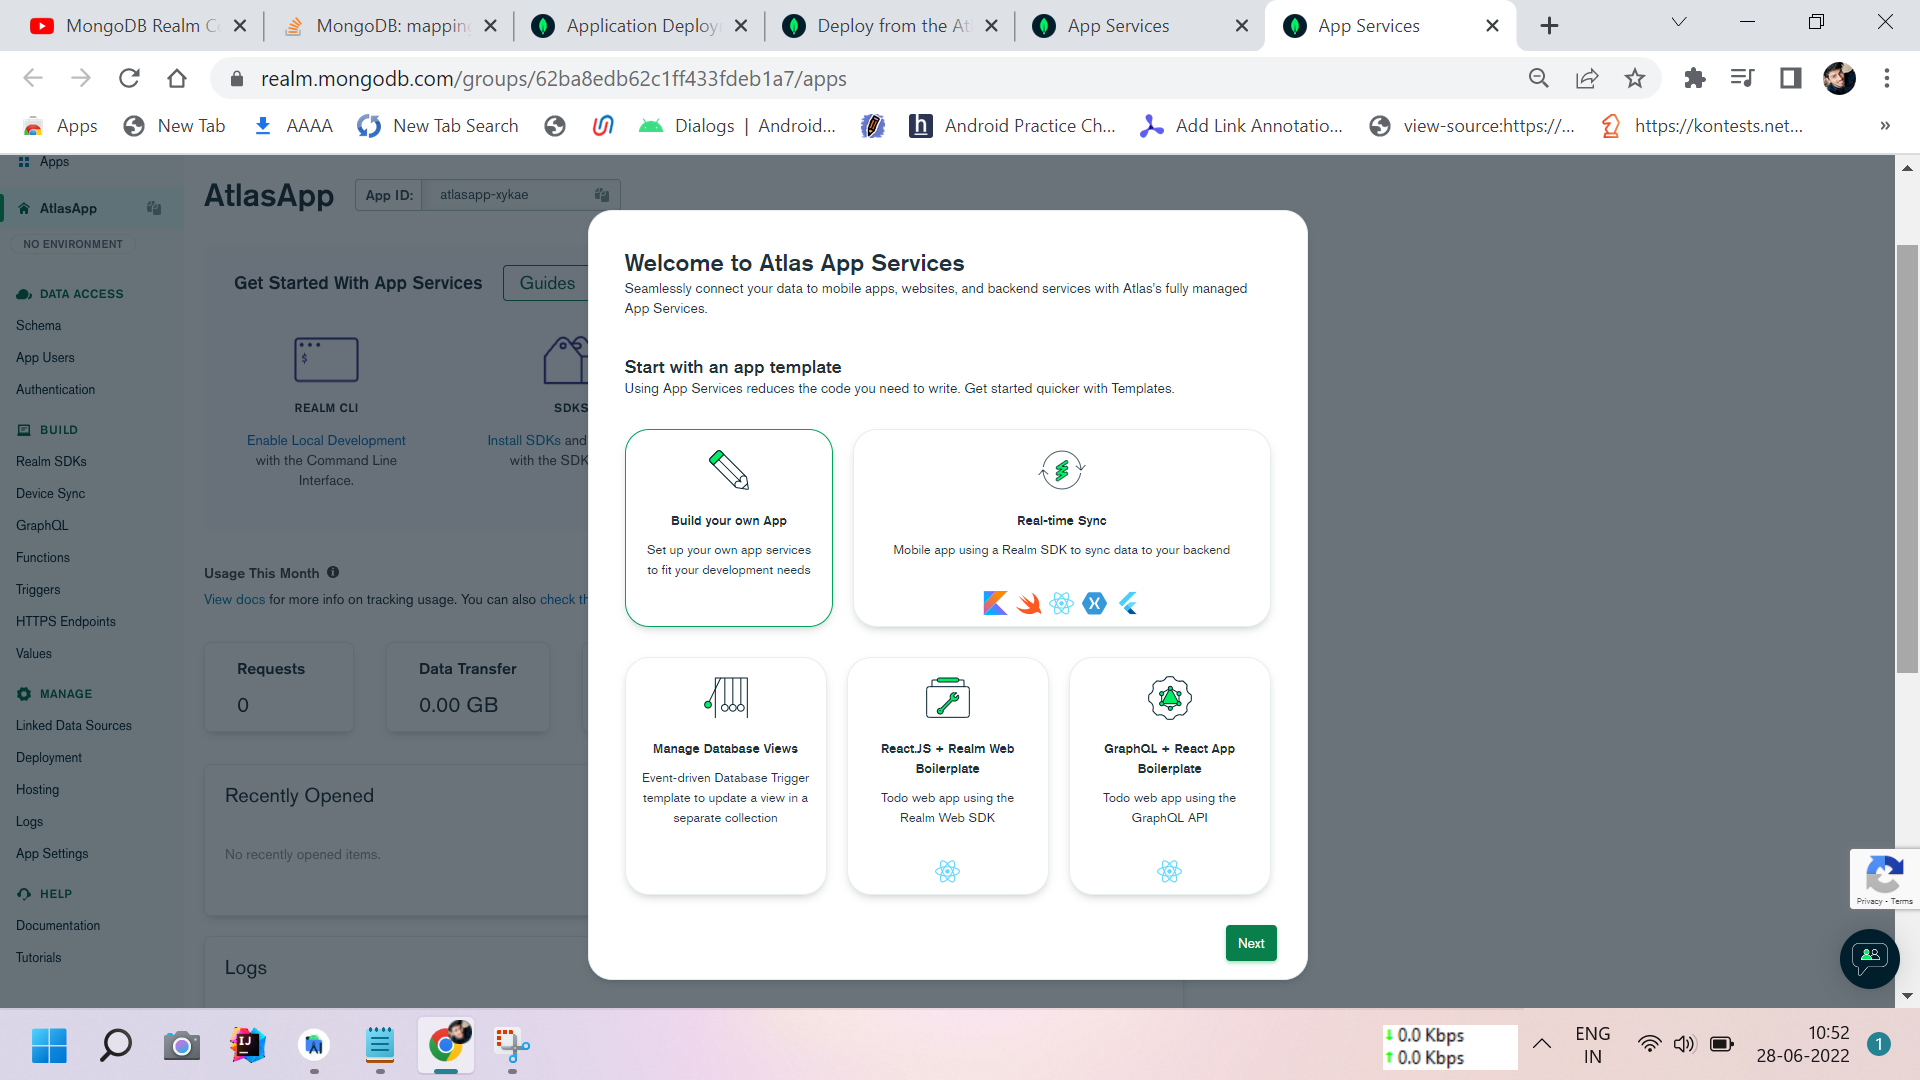 MongoDB Realm C
MongoDB: mapping
Application Deploy
Deploy from the At
App Services
App Services
realm.mongodb.com/groups/62ba8edb62c1ff433fdeb1a7/apps
Apps
New Tab
AAAA
New Tab Search
Dialogs | Android...
Android Practice Ch...
Add Link Annotatio...
view-source:https://...
https://kontests.net...
»
Apps
AtlasApp
NO ENVIRONMENT
DATA ACCESS
Schema
App Users
Authentication
BUILD
Realm SDKs
Device Sync
GraphQL
Functions
Triggers
HTTPS Endpoints
Values
MANAGE
Linked Data Sources
Deployment
Hosting
Logs
App Settings
HELP
Documentation
Tutorials
AtlasApp
App ID:
atlasapp-xykae
Get Started With App Services
Guides
REALM CLI
Enable Local Development
with the Command Line
Interface.
SDKS
Install SDKs and
with the SDK
Usage This Month
View docs for more info on tracking usage. You can also check th
Requests
0
Data Transfer
0.00 GB
Recently Opened
No recently opened items.
Logs
Welcome to Atlas App Services
Seamlessly connect your data to mobile apps, websites, and backend services with Atlas's fully managed
App Services.
Start with an app template
Using App Services reduces the code you need to write. Get started quicker with Templates.
Build your own App
Set up your own app services
to fit your development needs
Real-time Sync
Mobile app using a Realm SDK to sync data to your backend
Manage Database Views
Event-driven Database Trigger
template to update a view in a
separate collection
React.JS + Realm Web
Boilerplate
Todo web app using the
Realm Web SDK
GraphQL + React App
Boilerplate
Todo web app using the
GraphQL API
Next
Privacy - Terms
0.0 Kbps
0.0 Kbps
ENG
IN
10:52
28-06-2022
1